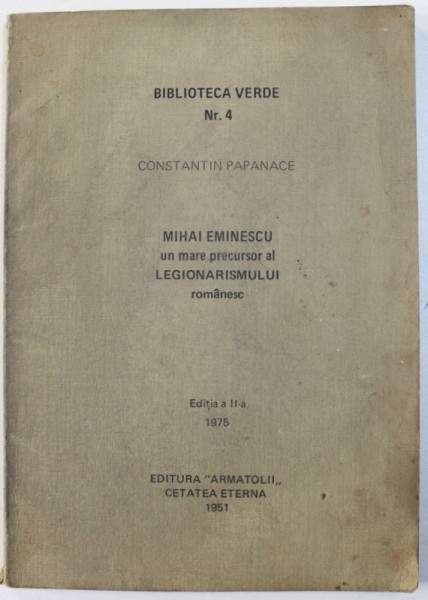 BIBLIOTECA VERDE
Nr. 4
CONSTANTIN PAPANACE
MIHAI EMINESCU
un mare precursor al
LEGIONARISMULUI
românesc
Ediția a II-a
1975
EDITURA "ARMATOLII„
CETATEA ETERNA
1951